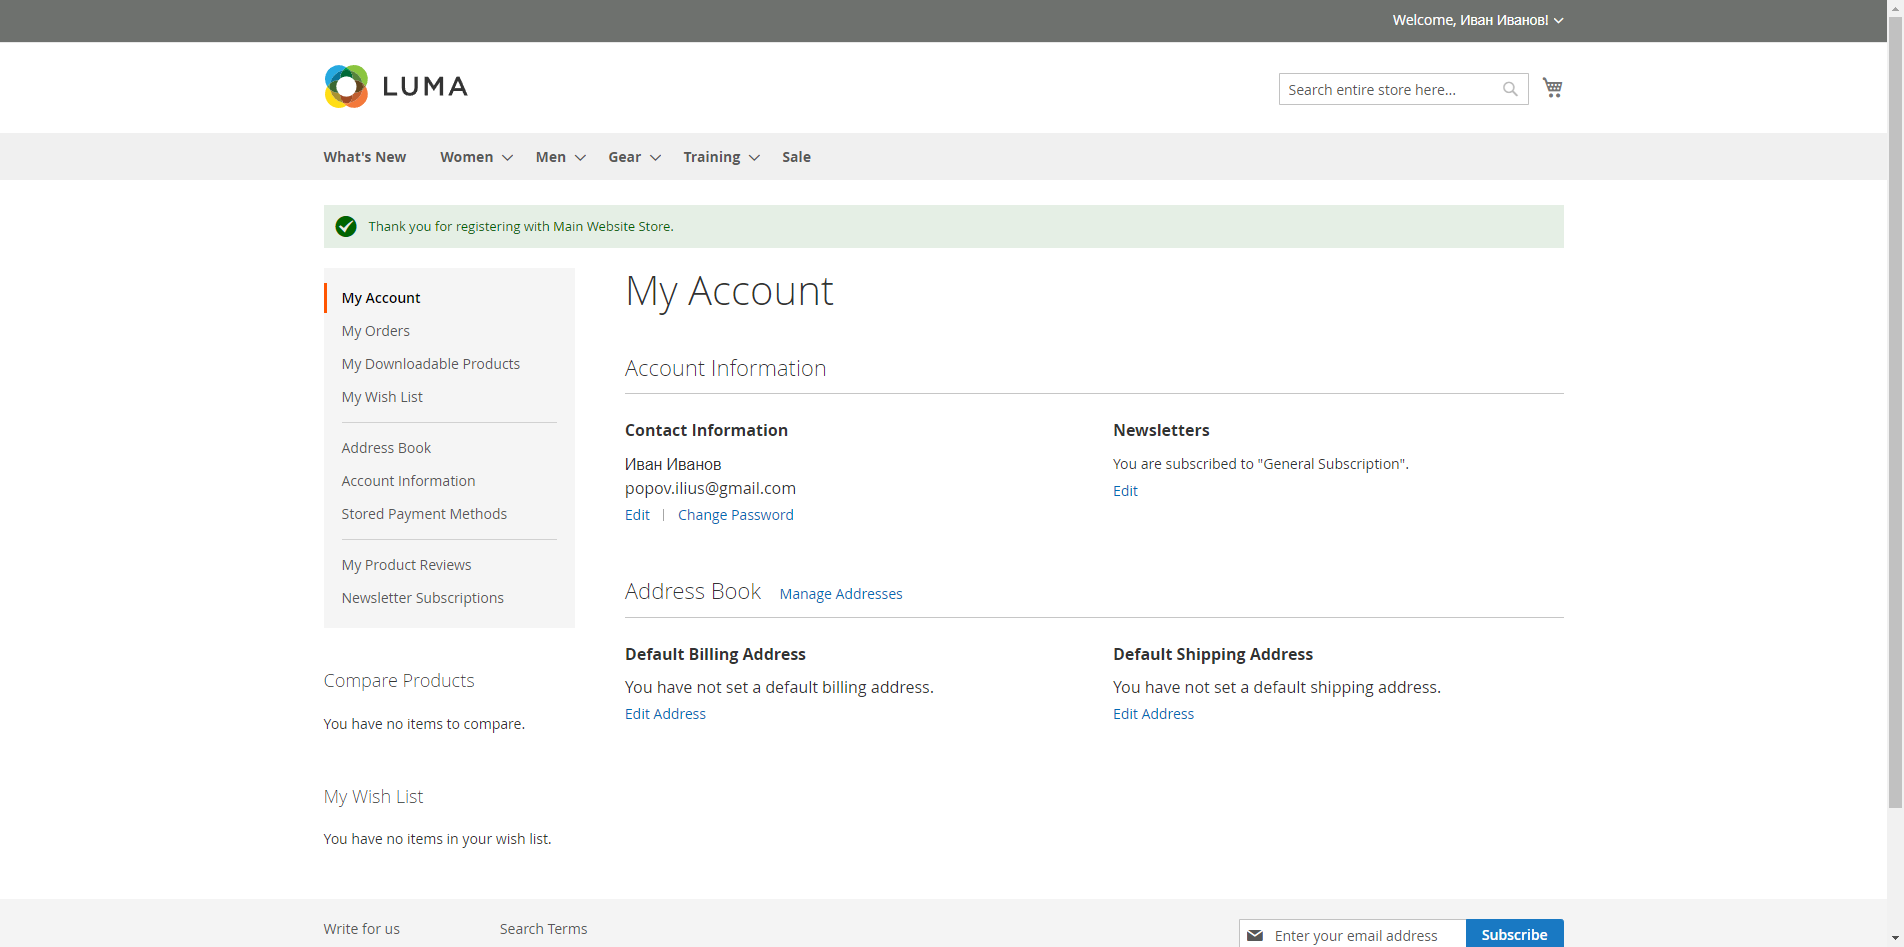 Welcome, Иван Иванов!
LUMA
Search entire store here...
What's New Women Men Gear Training Sale
Thank you for registering with Main Website Store.
My Account
My Orders
My Downloadable Products
My Wish List
Address Book
Account Information
Stored Payment Methods
My Product Reviews
Newsletter Subscriptions
Compare Products
You have no items to compare.
My Wish List
You have no items in your wish list.
My Account
Account Information
Contact Information
Иван Иванов
popov.ilius@gmail.com
Edit | Change Password
Newsletters
You are subscribed to "General Subscription".
Edit
Address Book Manage Addresses
Default Billing Address
You have not set a default billing address.
Edit Address
Default Shipping Address
You have not set a default shipping address.
Edit Address
Write for us
Search Terms
Enter your email address
Subscribe